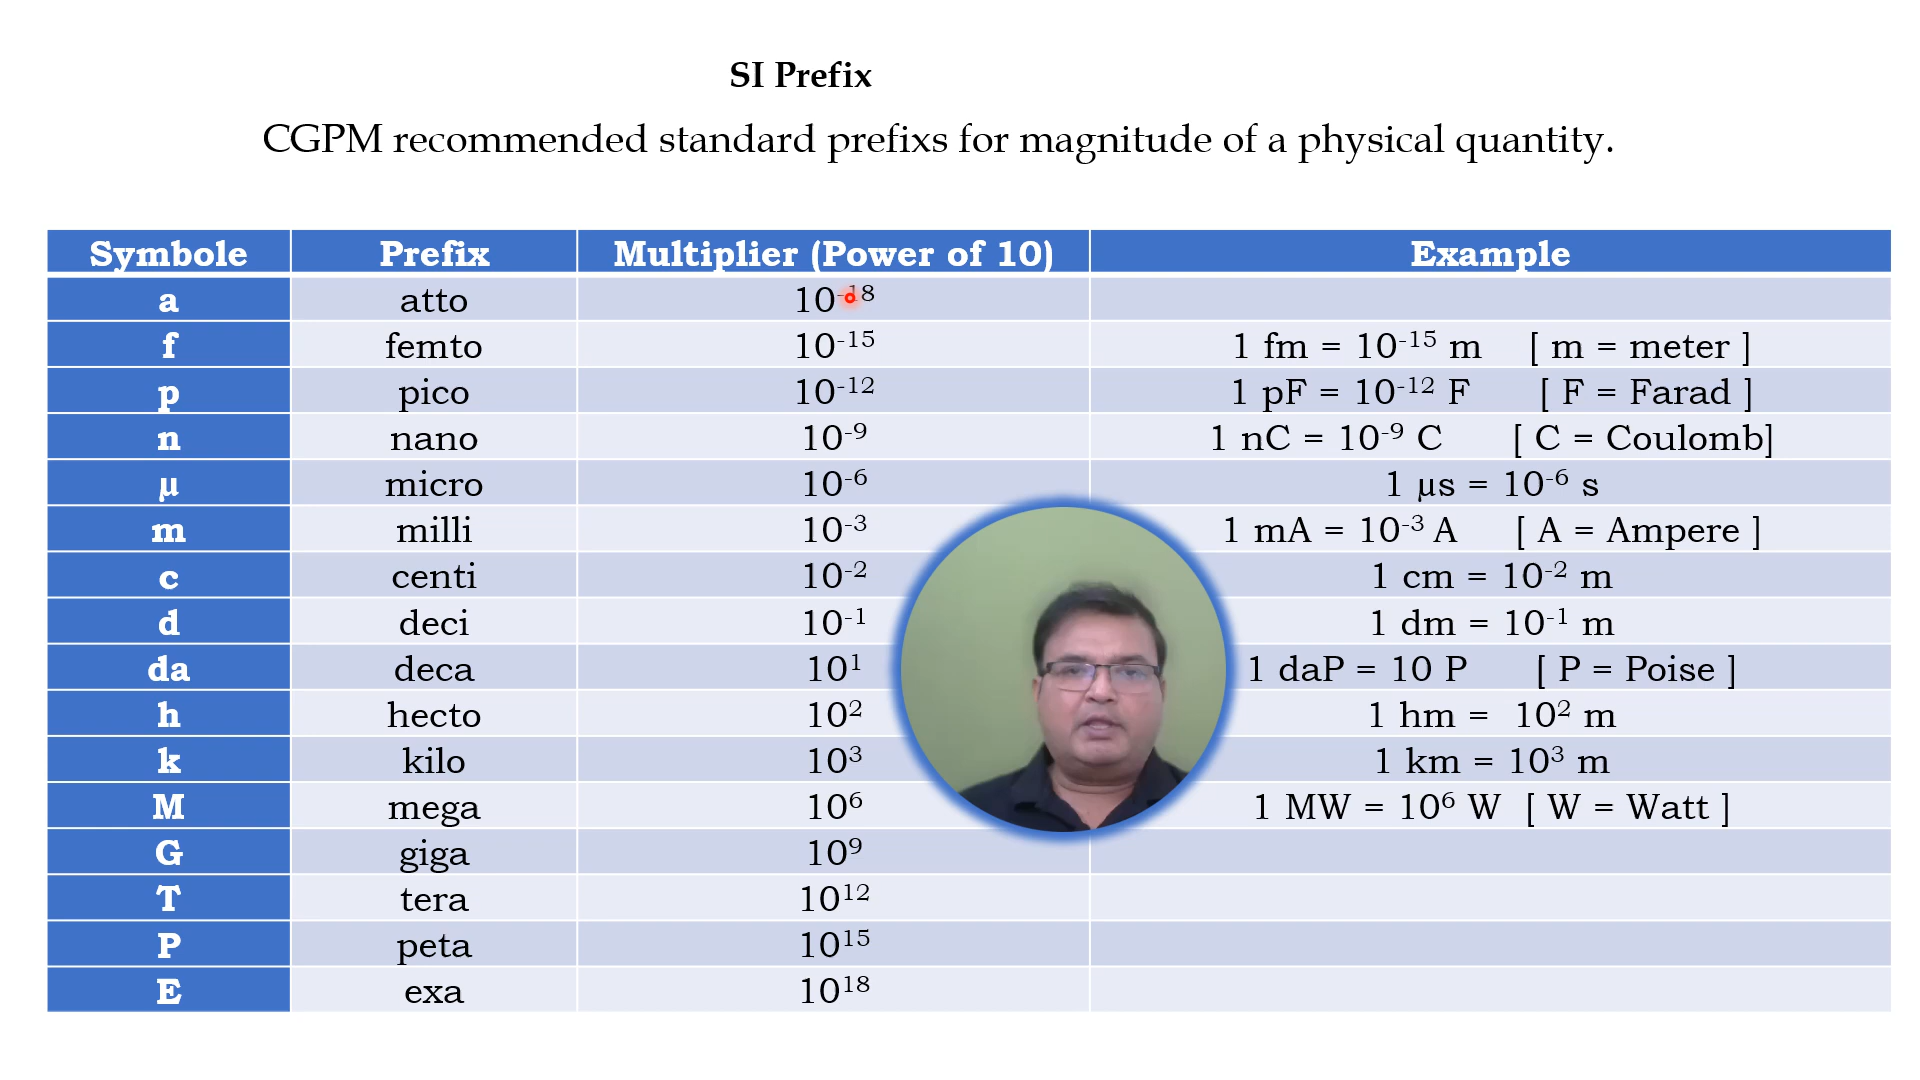 SI Prefix
CGPM recommended standard prefixs for magnitude of a physical quantity.
Symbole Prefix Multiplier (Power of 10) Example
a atto 10⁻¹⁸
f femto 10⁻¹⁵ 1 fm = 10⁻¹⁵ m [ m = meter ]
p pico 10⁻¹² 1 pF = 10⁻¹² F [ F = Farad ]
n nano 10⁻⁹ 1 nC = 10⁻⁹ C [ C = Coulomb]
µ micro 10⁻⁶ 1 µs = 10⁻⁶ s
m milli 10⁻³ 1 mA = 10⁻³ A [ A = Ampere ]
c centi 10⁻² 1 cm = 10⁻² m
d deci 10⁻¹ 1 dm = 10⁻¹ m
da deca 10¹ 1 daP = 10 P [ P = Poise ]
h hecto 10² 1 hm = 10² m
k kilo 10³ 1 km = 10³ m
M mega 10⁶ 1 MW = 10⁶ W [ W = Watt ]
G giga 10⁹
T tera 10¹²
P peta 10¹⁵
E exa 10¹⁸